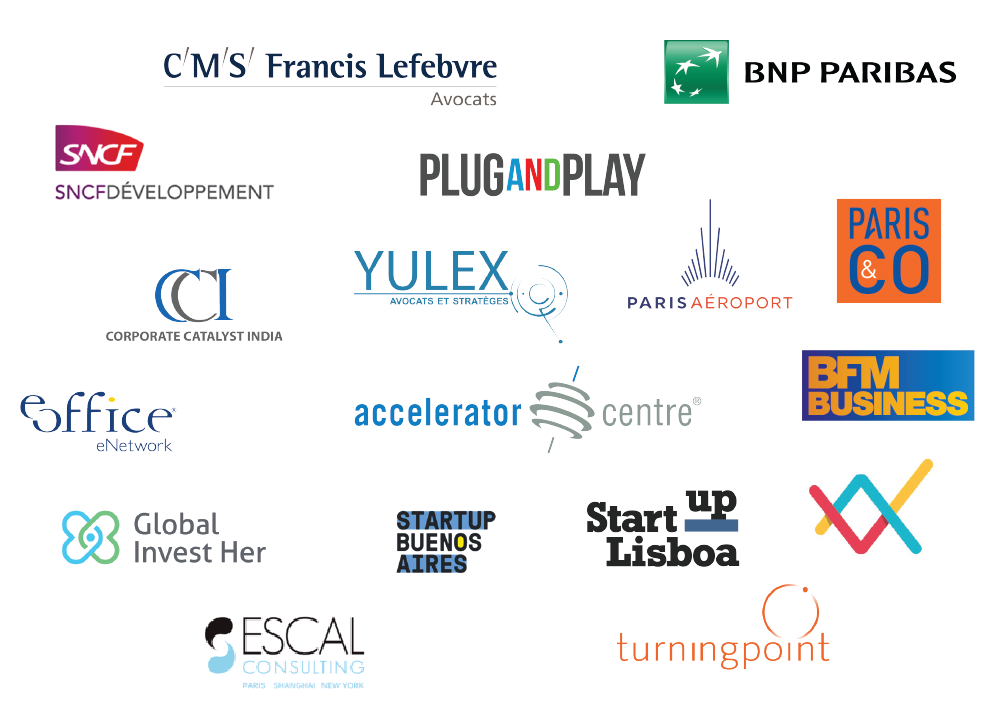 C'M'S' Francis Lefebvre
Avocats
BNP PARIBAS
SNCF
SNCFDÉVELOPPEMENT
PLUGANDPLAY
PARIS
&CO
YULEX
AVOCATS ET STRATÈGES
PARISAÉROPORT
CCI
CORPORATE CATALYST INDIA
BFM
BUSINESS
eoffice
eNetwork
accelerator centre®
Global
Invest Her
STARTUP
BUENOS
AIRES
Start up
Lisboa
ESCAL
CONSULTING
PARIS SHANGHAI NEW YORK
turningpoint